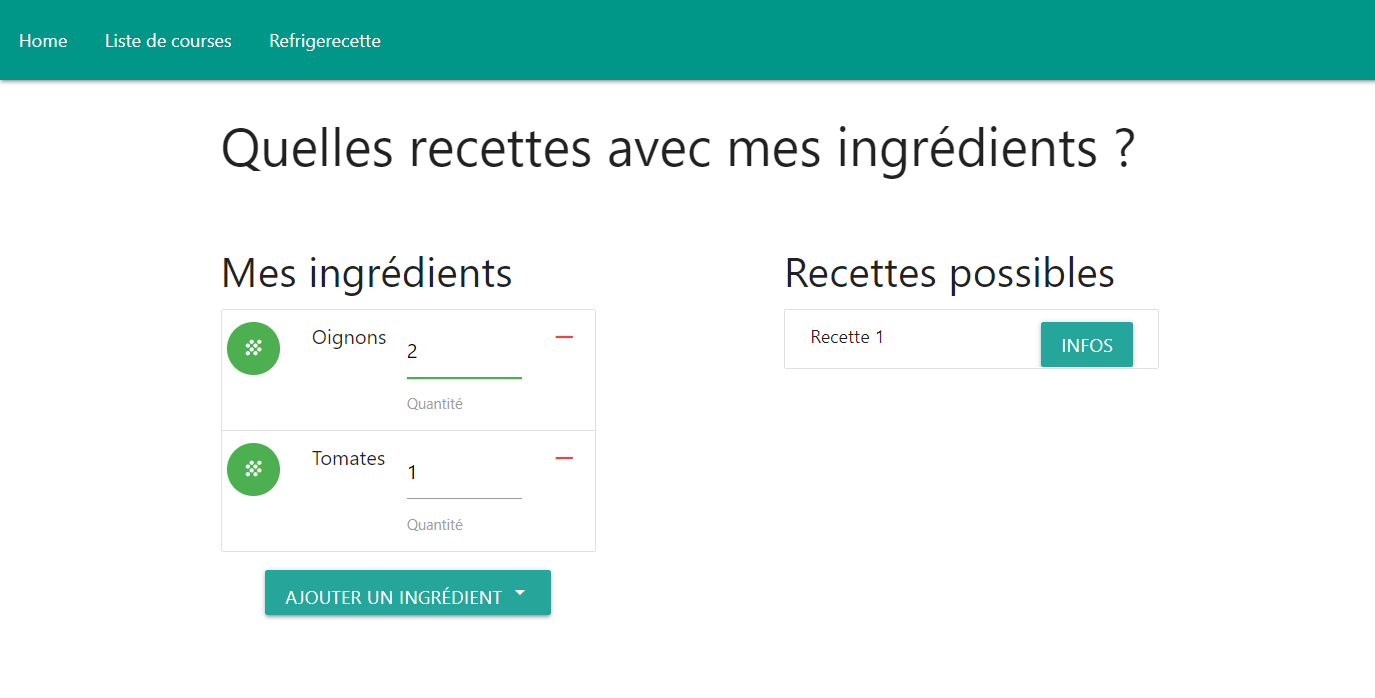 Home Liste de courses Refrigerecette
Quelles recettes avec mes ingrédients ?
Mes ingrédients
Oignons 2
Quantité
Tomates 1
Quantité
AJOUTER UN INGRÉDIENT
Recettes possibles
Recette 1 INFOS